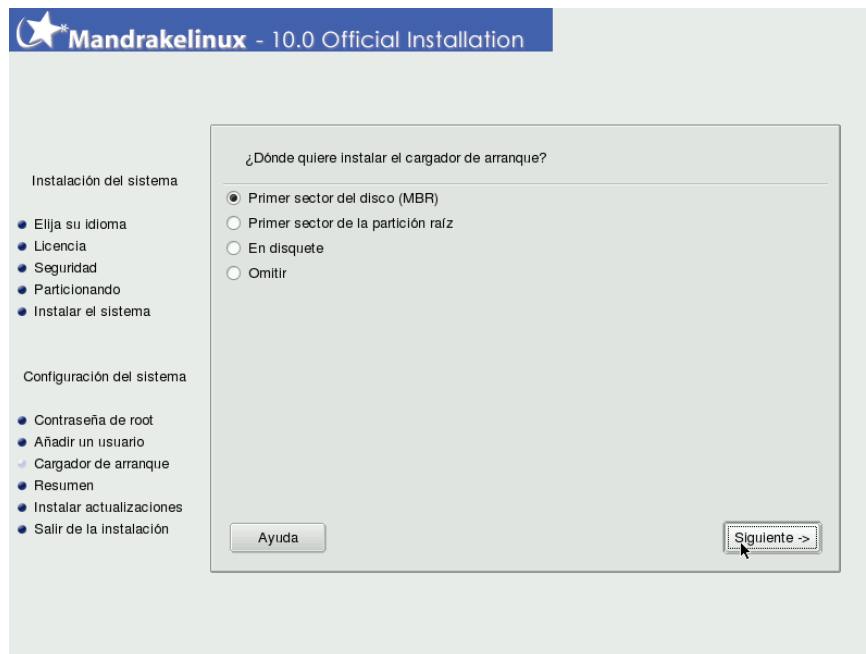 Mandrakelinux - 10.0 Official Installation
Instalación del sistema
Elija su idioma
Licencia
Seguridad
Particionando
Instalar el sistema
Configuración del sistema
Contraseña de root
Añadir un usuario
Cargador de arranque
Resumen
Instalar actualizaciones
Salir de la instalación
¿Dónde quiere instalar el cargador de arranque?
Primer sector del disco (MBR)
Primer sector de la partición raíz
En disquete
Omitir
Ayuda
Siguiente ->